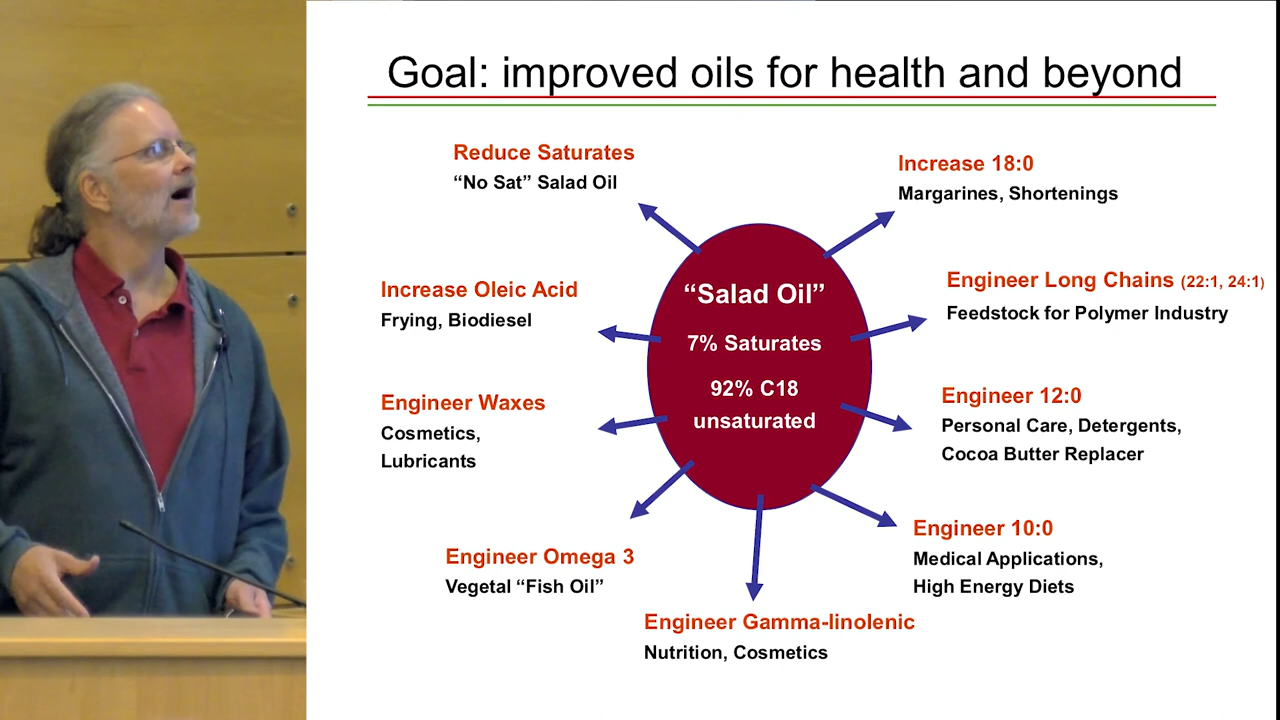 Goal: improved oils for health and beyond
Reduce Saturates
“No Sat” Salad Oil
Increase 18:0
Margarines, Shortenings
Increase Oleic Acid
Frying, Biodiesel
“Salad Oil”
7% Saturates
92% C18
unsaturated
Engineer Long Chains (22:1, 24:1)
Feedstock for Polymer Industry
Engineer Waxes
Cosmetics,
Lubricants
Engineer 12:0
Personal Care, Detergents,
Cocoa Butter Replacer
Engineer Omega 3
Vegetal “Fish Oil”
Engineer 10:0
Medical Applications,
High Energy Diets
Engineer Gamma-linolenic
Nutrition, Cosmetics